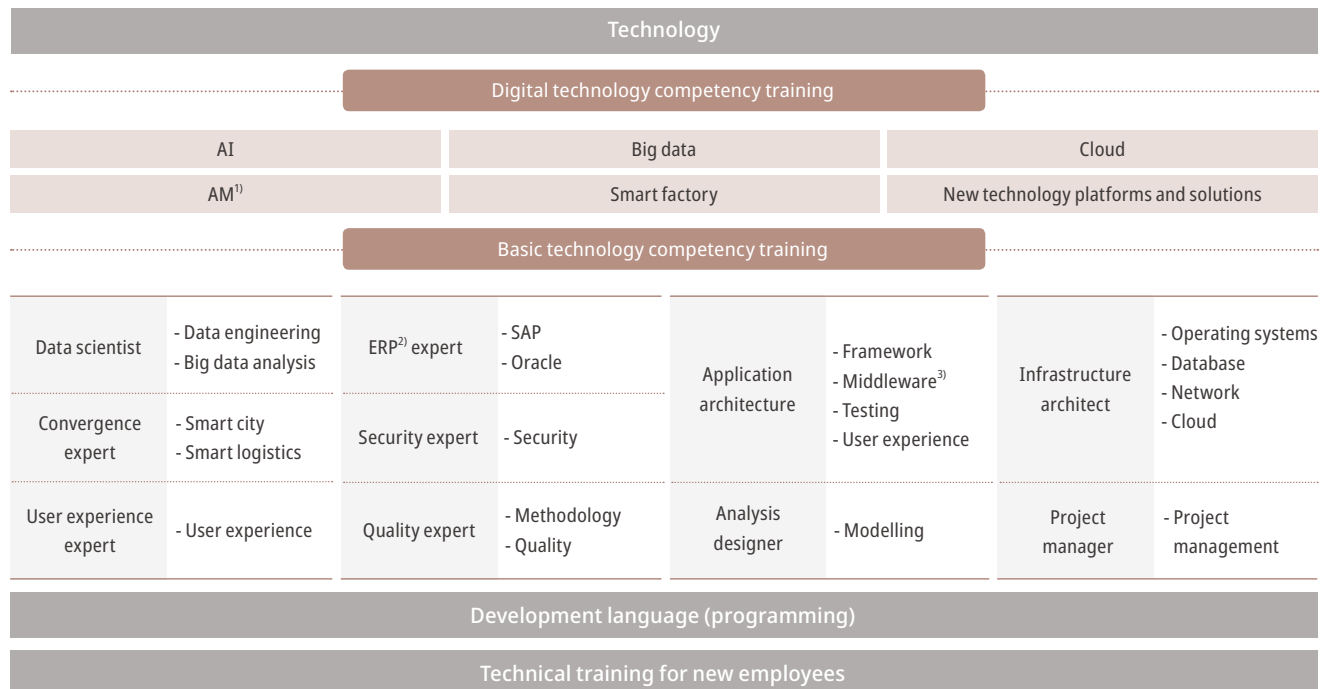 Technology
Digital technology competency training
AI
Big data
Cloud
AM1)
Smart factory
New technology platforms and solutions
Basic technology competency training
Data scientist
- Data engineering
- Big data analysis
Convergence
expert
- Smart city
- Smart logistics
User experience
expert
- User experience
ERP2) expert
- SAP
- Oracle
Security expert
- Security
Quality expert
- Methodology
- Quality
Application
architecture
- Framework
- Middleware3)
- Testing
- User experience
Analysis
designer
- Modelling
Infrastructure
architect
- Operating systems
- Database
- Network
- Cloud
Project
manager
- Project
management
Development language (programming)
Technical training for new employees